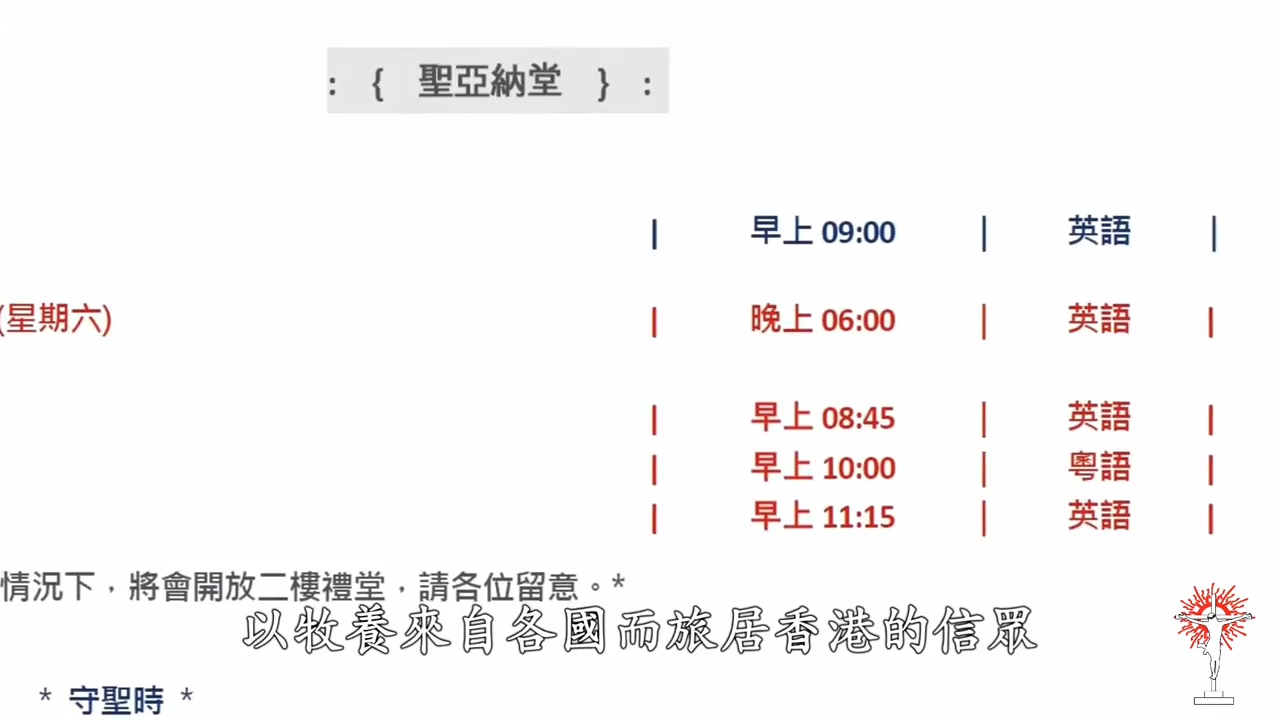 : { 聖亞納堂 } :
| 早上 09:00 | 英語 |
(星期六) | 晚上 06:00 | 英語 |
| 早上 08:45 | 英語 |
| 早上 10:00 | 粵語 |
| 早上 11:15 | 英語 |
情況下，將會開放二樓禮堂，請各位留意。*
以牧養來自各國而旅居香港的信眾
* 守聖時 *